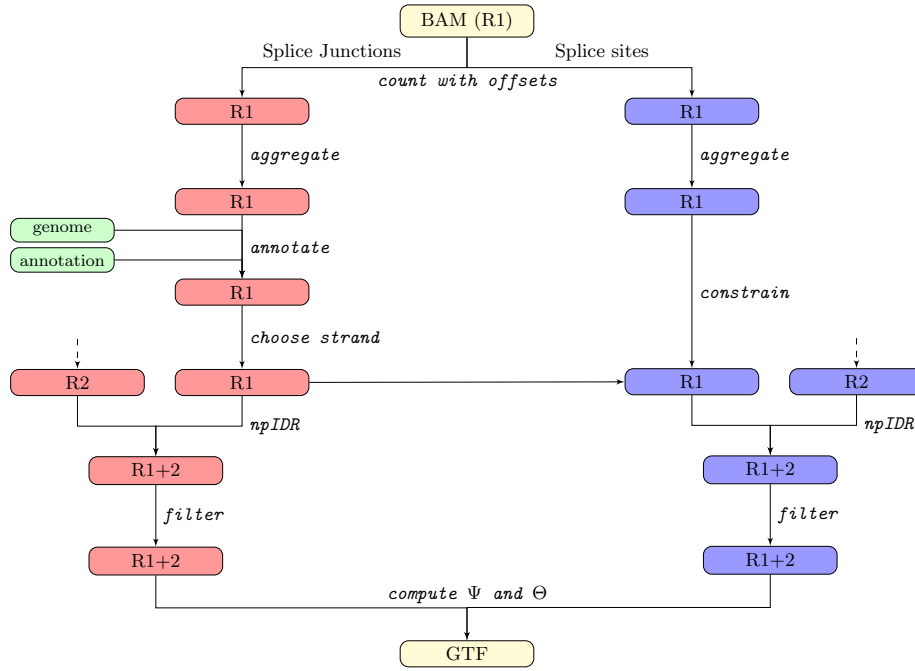 BAM (R1)
Splice Junctions
Splice sites
count with offsets
R1
R1
aggregate
aggregate
R1
R1
genome
annotate
annotation
R1
constrain
choose strand
R2
R1
R1
R2
npIDR
npIDR
R1+2
R1+2
filter
filter
R1+2
R1+2
compute Ψ and Θ
GTF